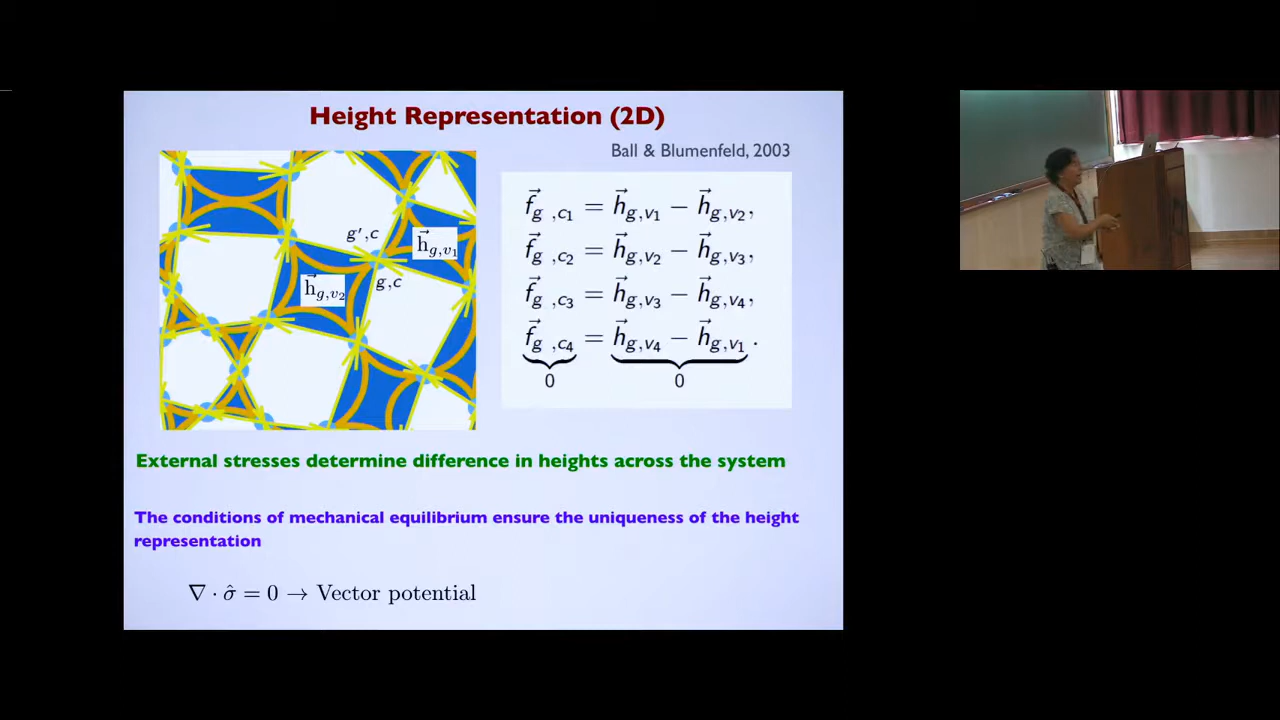 Height Representation (2D)
Ball & Blumenfeld, 2003
g′,c
h⃗g,v₁
h⃗g,v₂
g,c
f⃗g ,c₁ = h⃗g,v₁ − h⃗g,v₂,
f⃗g ,c₂ = h⃗g,v₂ − h⃗g,v₃,
f⃗g ,c₃ = h⃗g,v₃ − h⃗g,v₄,
f⃗g ,c₄ = h⃗g,v₄ − h⃗g,v₁ .
0 0
External stresses determine difference in heights across the system
The conditions of mechanical equilibrium ensure the uniqueness of the height
representation
∇ · σ̂ = 0 → Vector potential